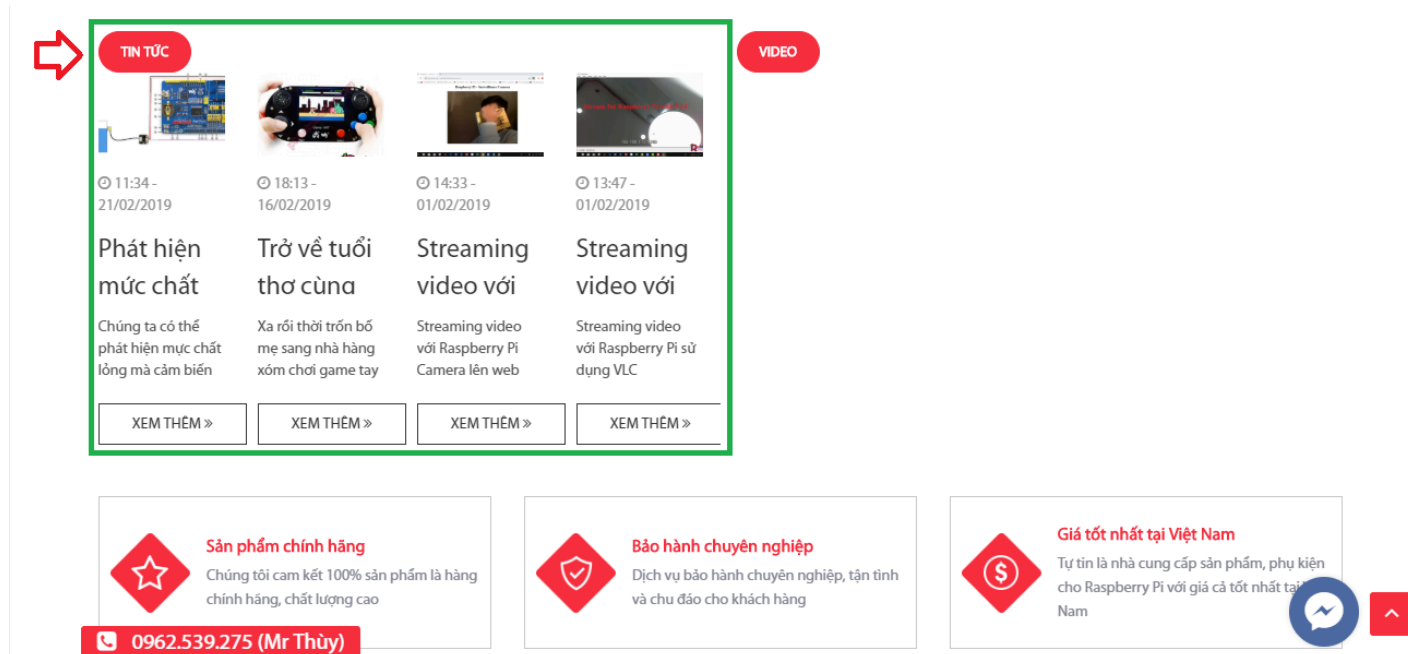 TIN TỨC
VIDEO
11:34 -
21/02/2019
Phát hiện
mức chất
Chúng ta có thể
phát hiện mực chất
lỏng mà cảm biến
XEM THÊM »
18:13 -
16/02/2019
Trở về tuổi
thơ cùng
Xa rồi thời trốn bố
mẹ sang nhà hàng
xóm chơi game tay
XEM THÊM »
14:33 -
01/02/2019
Streaming
video với
Streaming video
với Raspberry Pi
Camera lên web
XEM THÊM »
13:47 -
01/02/2019
Streaming
video với
Streaming video
với Raspberry Pi sử
dụng VLC
XEM THÊM »
Sản phẩm chính hãng
Chúng tôi cam kết 100% sản phẩm là hàng
chính hãng, chất lượng cao
Bảo hành chuyên nghiệp
Dịch vụ bảo hành chuyên nghiệp, tận tình
và chu đáo cho khách hàng
Giá tốt nhất tại Việt Nam
Tự tin là nhà cung cấp sản phẩm, phụ kiện
cho Raspberry Pi với giá cả tốt nhất tại
Nam
0962.539.275 (Mr Thùy)